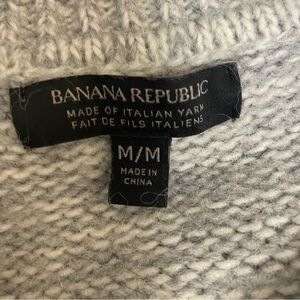 BANANA REPUBLIC
MADE OF ITALIAN YARN
FAIT DE FILS ITALIENS
M/M
MADE IN
CHINA